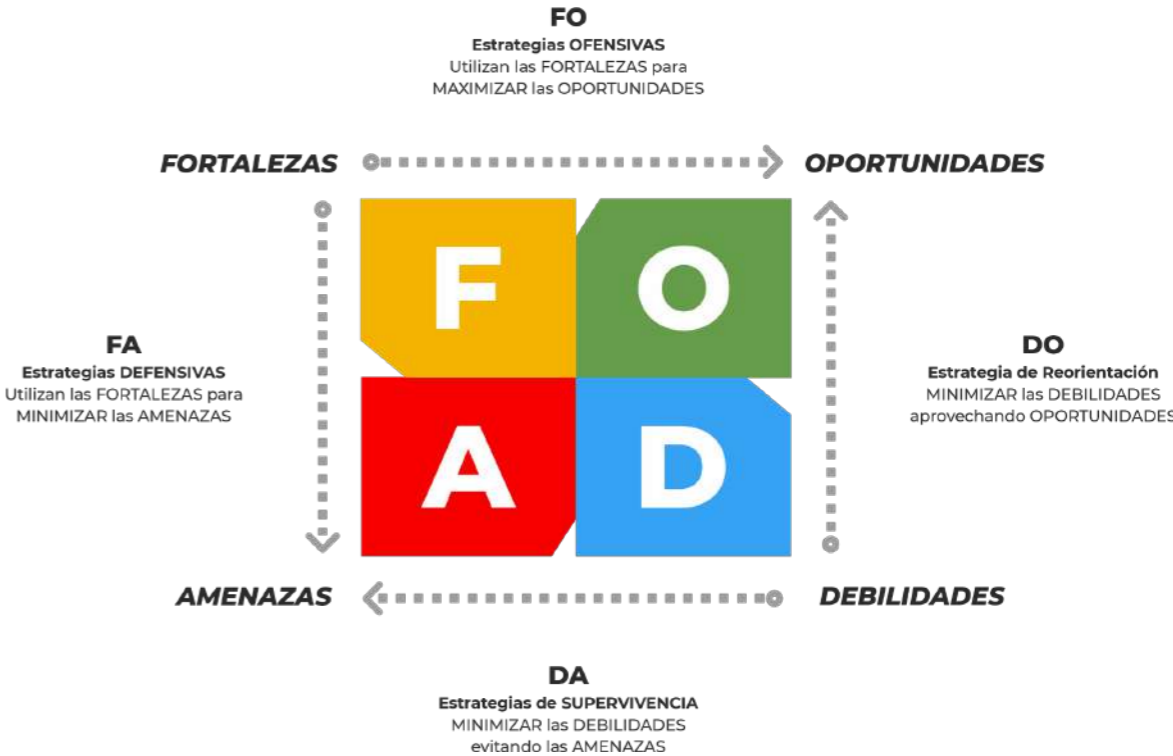 FO
Estrategias OFENSIVAS
Utilizan las FORTALEZAS para
MAXIMIZAR las OPORTUNIDADES
FORTALEZAS
OPORTUNIDADES
F
O
FA
Estrategias DEFENSIVAS
Utilizan las FORTALEZAS para
MINIMIZAR las AMENAZAS
DO
Estrategia de Reorientación
MINIMIZAR las DEBILIDADES
aprovechando OPORTUNIDADES
A
D
AMENAZAS
DEBILIDADES
DA
Estrategias de SUPERVIVENCIA
MINIMIZAR las DEBILIDADES
evitando las AMENAZAS